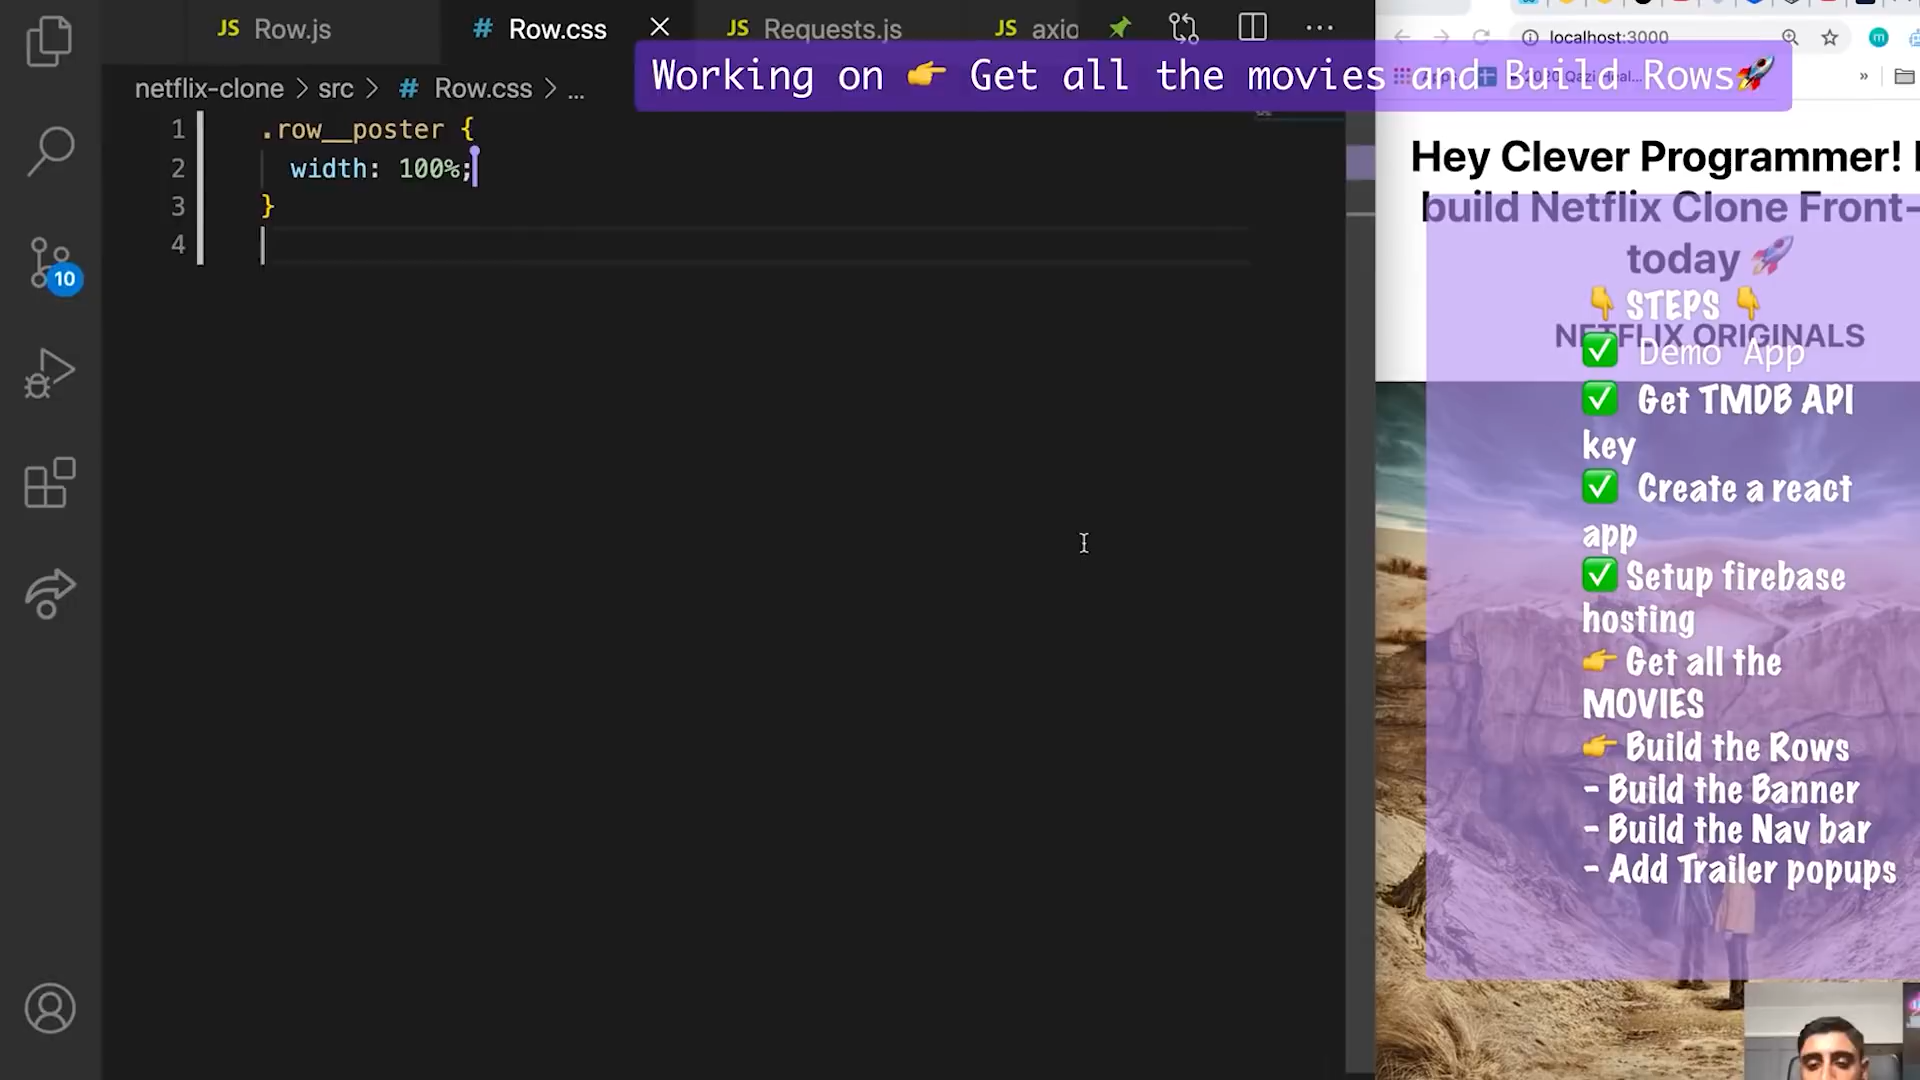 JS Row.js
# Row.css
JS Requests.js
JS axio
localhost:3000
Working on 👉 Get all the movies and Build Rows🚀
netflix-clone > src > # Row.css > ...
1 .row__poster {
2 width: 100%;
3 }
4
10
Hey Clever Programmer!
build Netflix Clone Front-
today 🚀
👇 STEPS 👇
NETFLIX ORIGINALS
✅ Demo App
✅ Get TMDB API
key
✅ Create a react
app
✅ Setup firebase
hosting
👉 Get all the
MOVIES
👉 Build the Rows
- Build the Banner
- Build the Nav bar
- Add Trailer popups